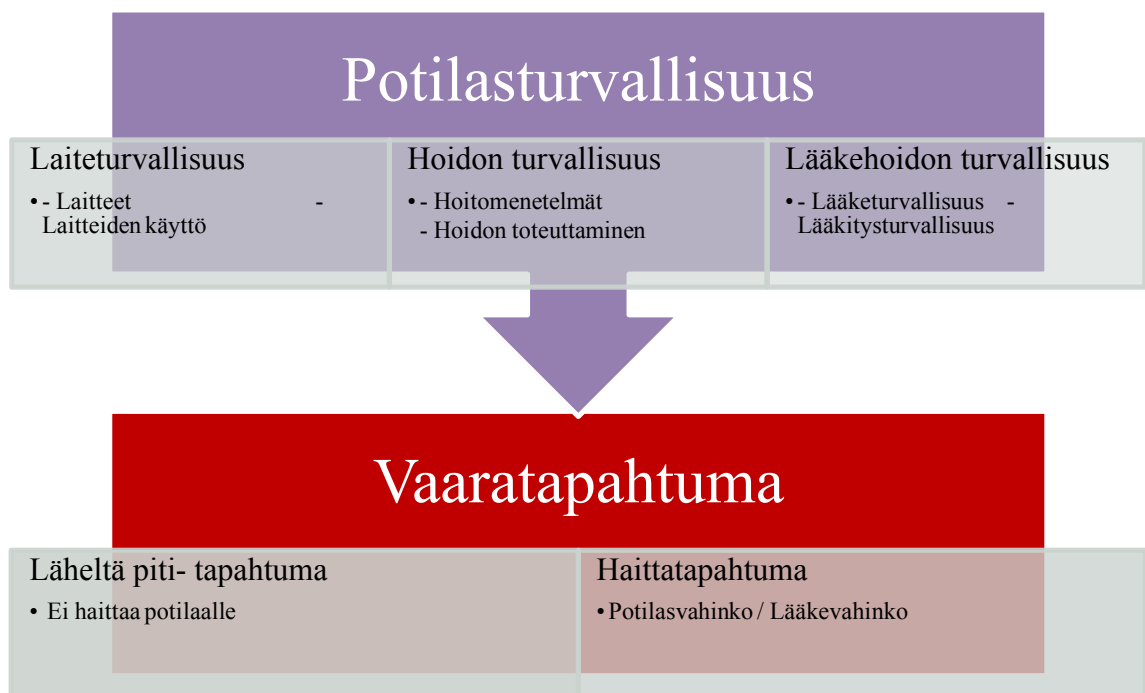 Potilasturvallisuus
Laiteturvallisuus
• - Laitteet -
Laitteiden käyttö
Hoidon turvallisuus
• - Hoitomenetelmät
- Hoidon toteuttaminen
Lääkehoidon turvallisuus
• - Lääketurvallisuus -
Lääkitysturvallisuus
Vaaratapahtuma
Läheltä piti- tapahtuma
• Ei haittaa potilaalle
Haittatapahtuma
• Potilasvahinko / Lääkevahinko